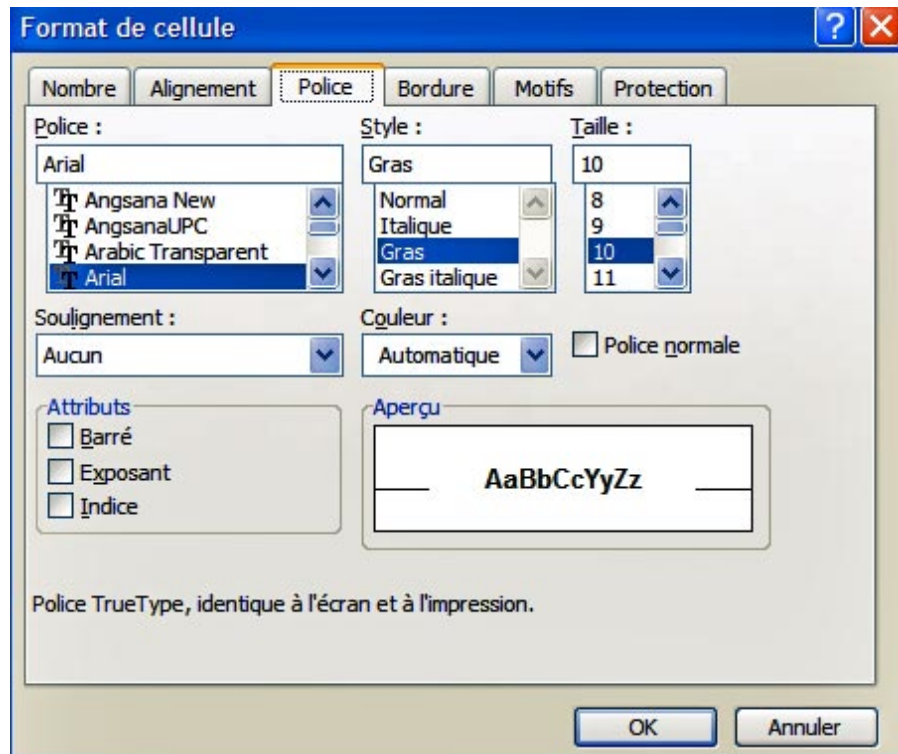 Format de cellule
Nombre Alignement Police Bordure Motifs Protection
Police : Style : Taille :
Arial Gras 10
Angsana New Normal 8
AngsanaUPC Italique 9
Arabic Transparent Gras 10
Arial Gras italique 11
Soulignement : Couleur :
Aucun Automatique Police normale
Attributs Aperçu
Barré
Exposant AaBbCcYyZz
Indice
Police TrueType, identique à l'écran et à l'impression.
OK Annuler